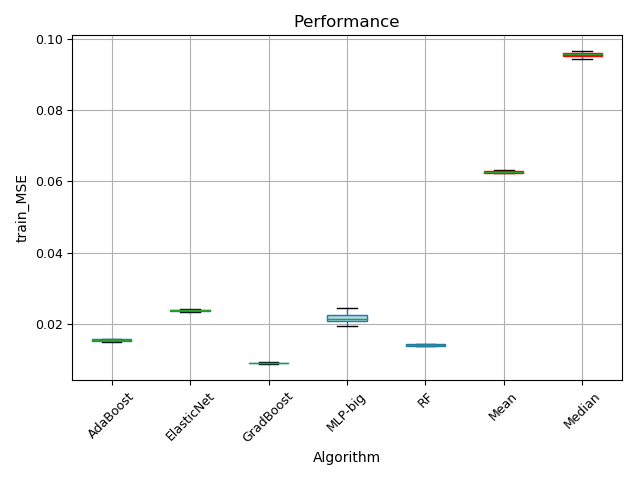 Performance
0.10
0.08
0.06
0.04
0.02
train_MSE
AdaBoost
ElasticNet
GradBoost
MLP-big
RF
Mean
Median
Algorithm